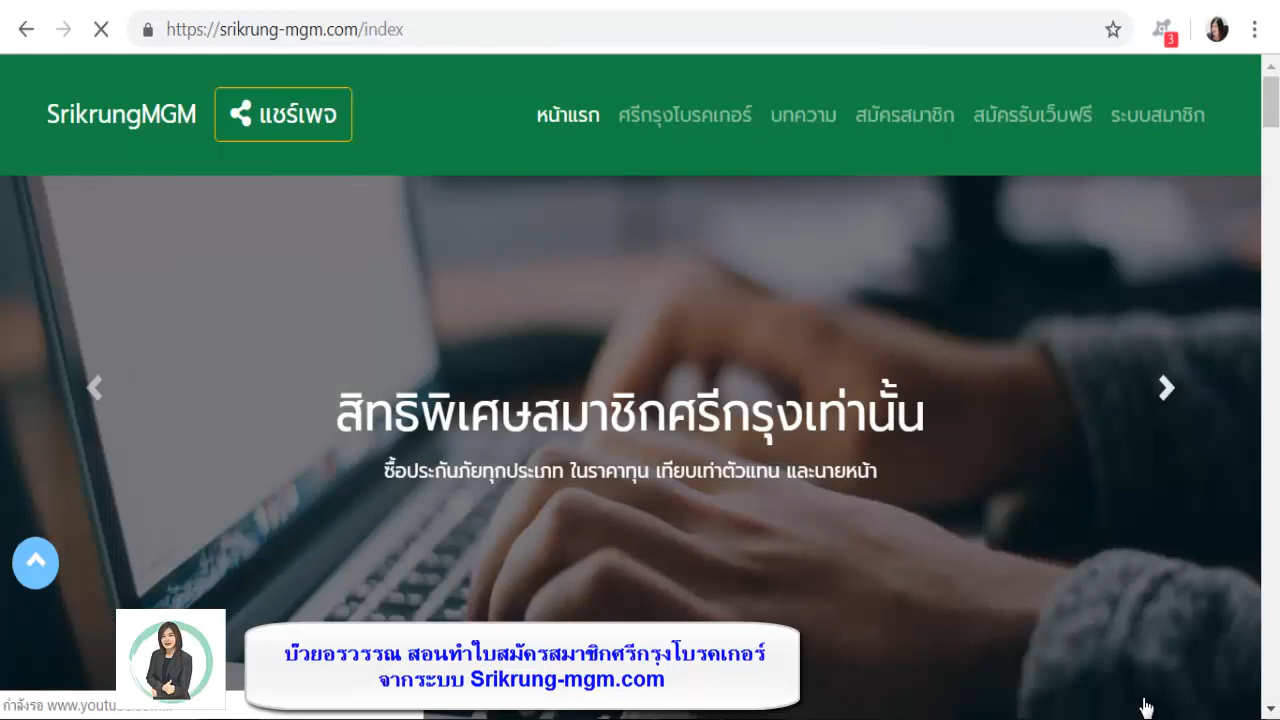 https://srikrung-mgm.com/index
3
SrikrungMGM
แชร์เพจ
หน้าแรก ศรีกรุงโบรคเกอร์ บทความ สมัครสมาชิก สมัครรับเว็บฟรี ระบบสมาชิก
สิทธิพิเศษสมาชิกศรีกรุงเท่านั้น
ซื้อประกันภัยทุกประเภท ในราคาทุน เทียบเท่าตัวแทน และนายหน้า
บ๊วยอรวรรณ สอนทำใบสมัครสมาชิกศรีกรุงโบรคเกอร์
จากระบบ Srikrung-mgm.com
กำลังรอ